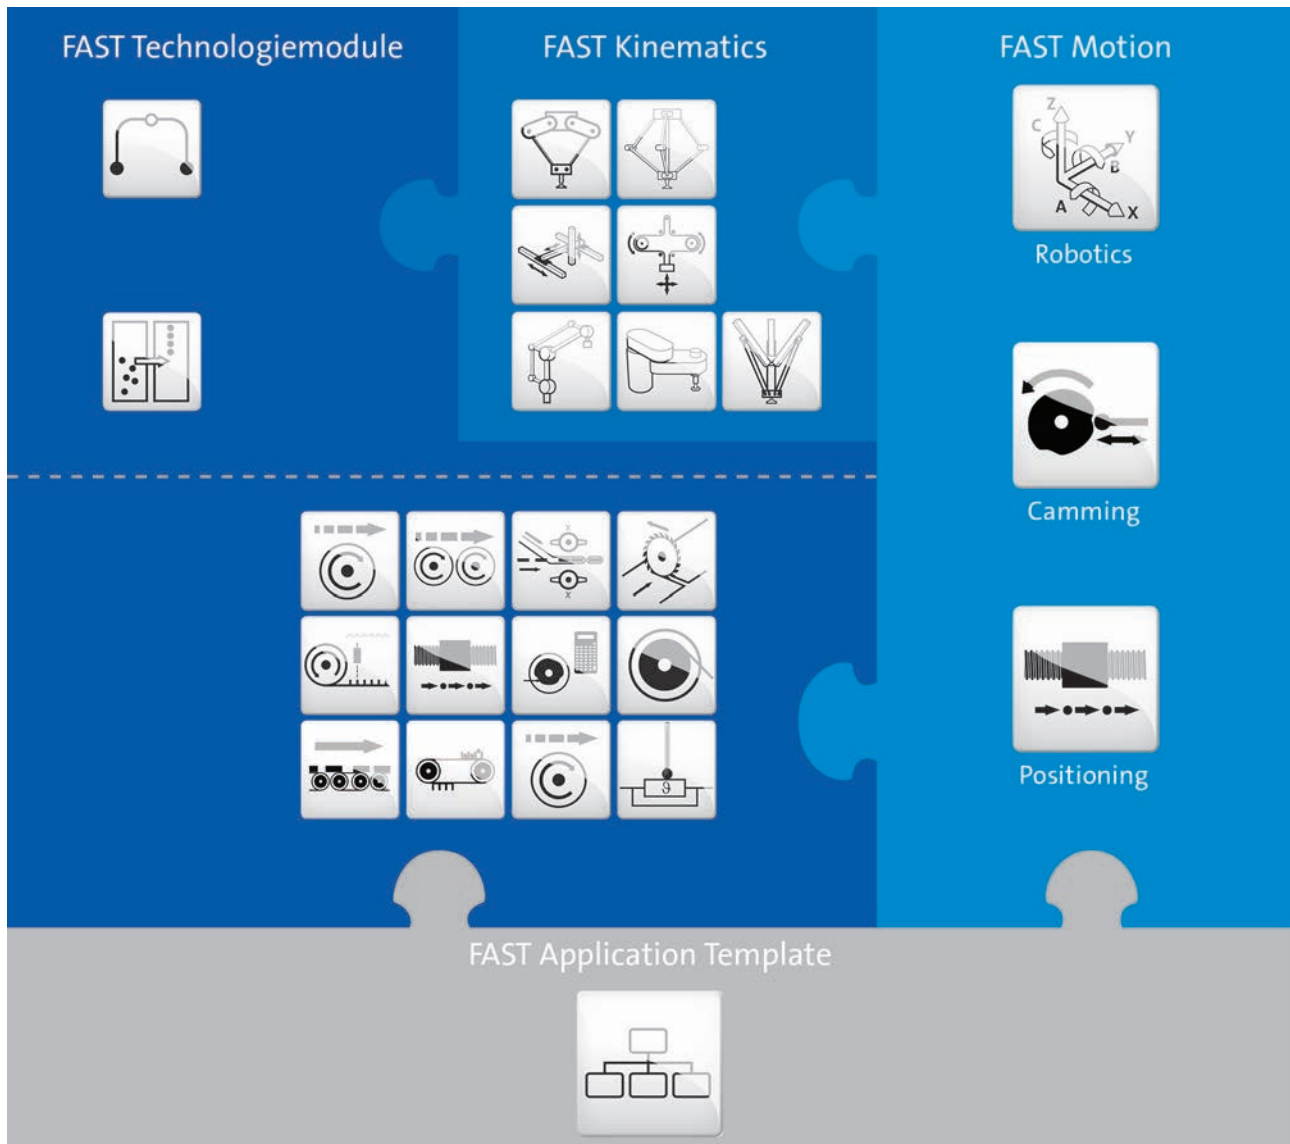 FAST Technologiemodule
FAST Kinematics
FAST Motion
Z
C
Y
B
A
X
Robotics
Camming
X
X
Positioning
ϑ
FAST Application Template